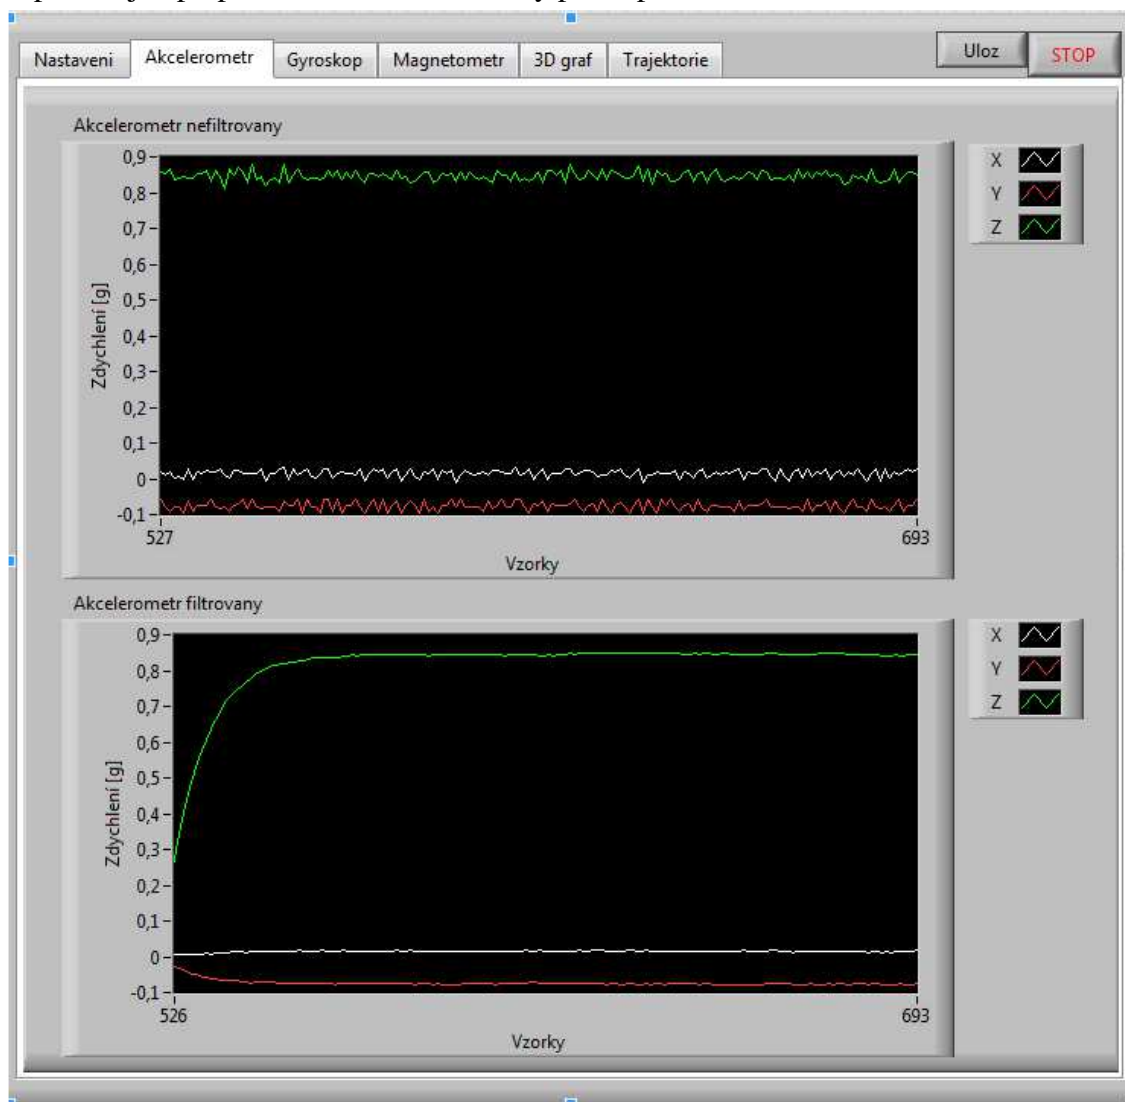 Nastaveni Akcelerometr Gyroskop Magnetometr 3D graf Trajektorie Uloz STOP
Akcelerometr nefiltrovany
0,9
0,8
0,7
0,6
0,5
0,4
0,3
0,2
0,1
0
-0,1
Zdychlení [g]
527 693
Vzorky
X
Y
Z
Akcelerometr filtrovany
0,9
0,8
0,7
0,6
0,5
0,4
0,3
0,2
0,1
0
-0,1
Zdychlení [g]
526 693
Vzorky
X
Y
Z